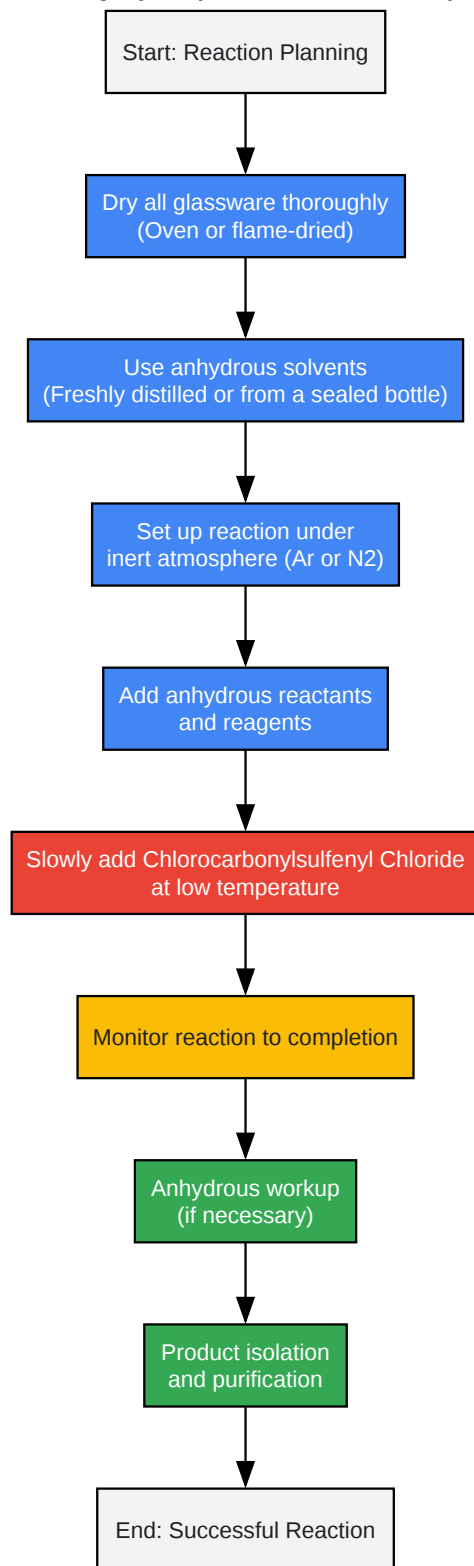 Start: Reaction Planning
Dry all glassware thoroughly
(Oven or flame-dried)
Use anhydrous solvents
(Freshly distilled or from a sealed bottle)
Set up reaction under
inert atmosphere (Ar or N2)
Add anhydrous reactants
and reagents
Slowly add Chlorocarbonylsulfenyl Chloride
at low temperature
Monitor reaction to completion
Anhydrous workup
(if necessary)
Product isolation
and purification
End: Successful Reaction